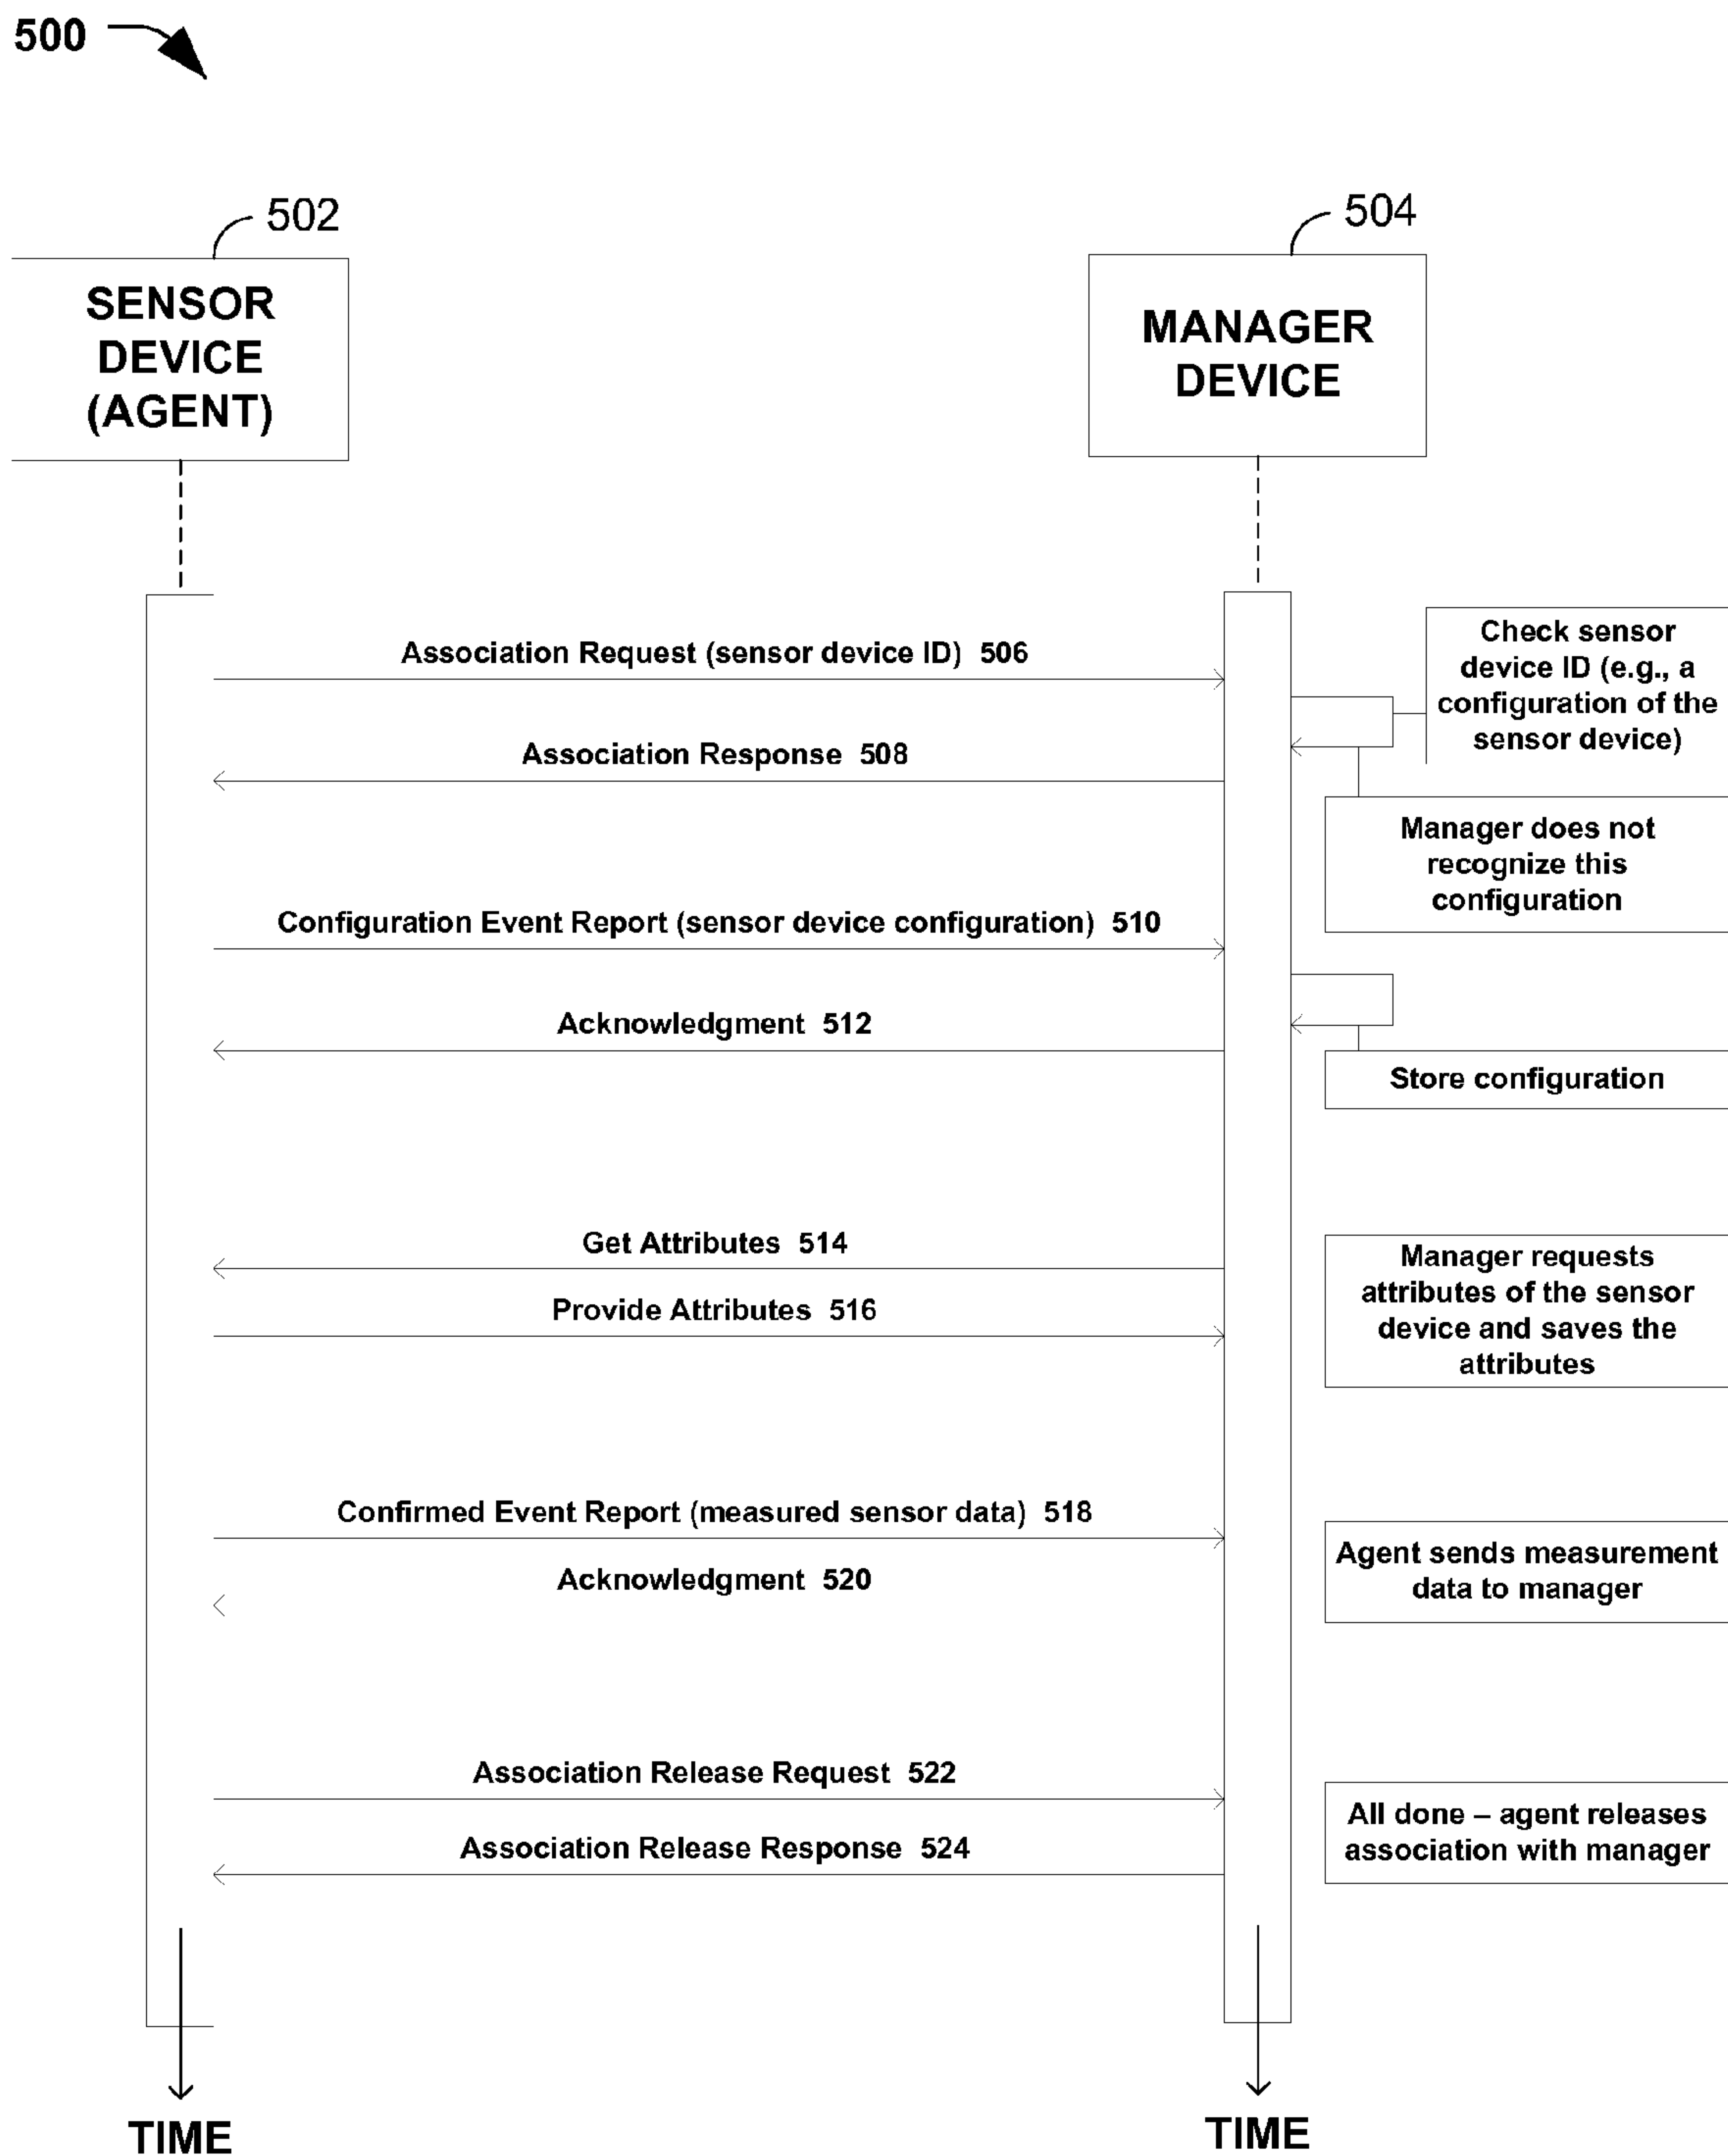 500
502
504
SENSOR
DEVICE
(AGENT)
MANAGER
DEVICE
Association Request (sensor device ID) 506
Check sensor
device ID (e.g., a
configuration of the
sensor device)
Association Response 508
Manager does not
recognize this
configuration
Configuration Event Report (sensor device configuration) 510
Acknowledgment 512
Store configuration
Get Attributes 514
Provide Attributes 516
Manager requests
attributes of the sensor
device and saves the
attributes
Confirmed Event Report (measured sensor data) 518
Acknowledgment 520
Agent sends measurement
data to manager
Association Release Request 522
Association Release Response 524
All done – agent releases
association with manager
TIME
TIME